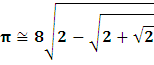 π ≅ 8√(2 − √(2 + √2))